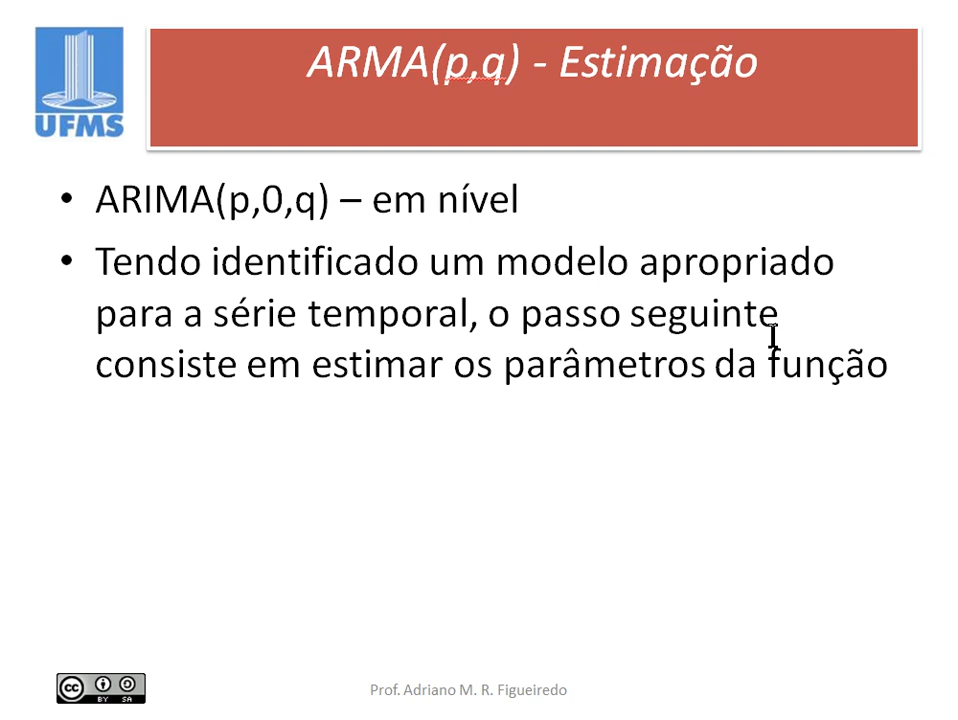 UFMS
ARMA(p,q) - Estimação
• ARIMA(p,0,q) – em nível
• Tendo identificado um modelo apropriado
para a série temporal, o passo seguinte
consiste em estimar os parâmetros da função
cc BY SA
Prof. Adriano M. R. Figueiredo